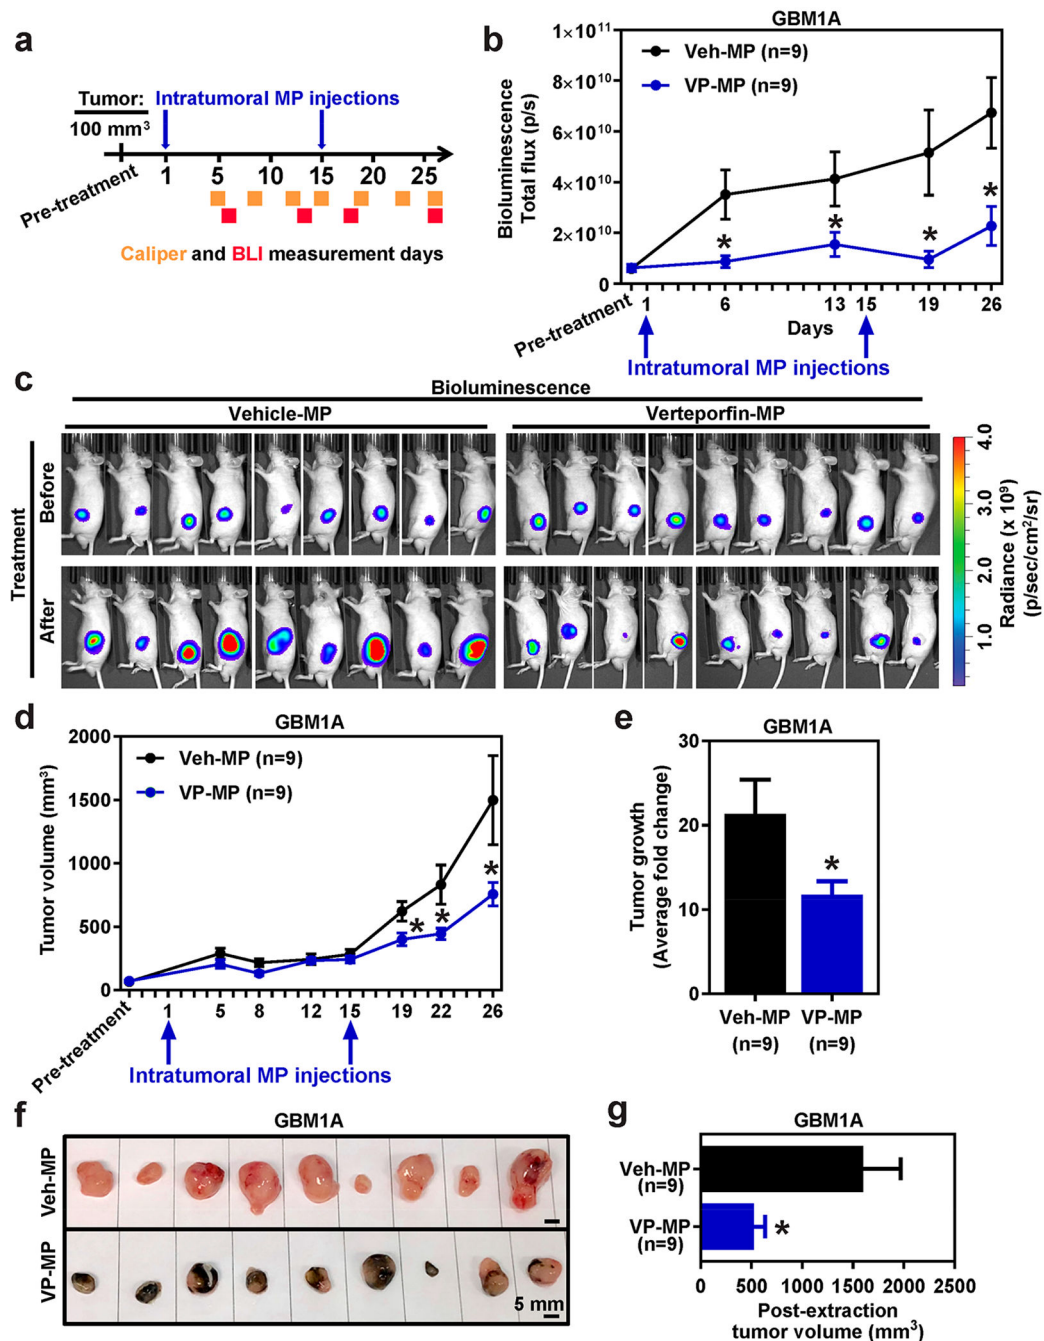 a
Tumor:
100 mm³
Intratumoral MP injections
Pre-treatment
1 5 10 15 20 25
Caliper and BLI measurement days
b
GBM1A
Veh-MP (n=9)
VP-MP (n=9)
Bioluminescence
Total flux (p/s)
1×10¹¹
8×10¹⁰
6×10¹⁰
4×10¹⁰
2×10¹⁰
0
*
*
*
*
Pre-treatment
1 6 13 15 19 26
Days
Intratumoral MP injections
c
Bioluminescence
Vehicle-MP
Verteporfin-MP
Treatment
Before
After
4.0
3.0
2.0
1.0
Radiance (x 10⁹)
(p/sec/cm²/sr)
d
GBM1A
Veh-MP (n=9)
VP-MP (n=9)
Tumor volume (mm³)
2000
1500
1000
500
0
*
*
*
Pre-treatment
1 5 8 12 15 19 22 26
Intratumoral MP injections
e
GBM1A
Tumor growth
(Average fold change)
30
20
10
0
*
Veh-MP
(n=9)
VP-MP
(n=9)
f
GBM1A
Veh-MP
VP-MP
5 mm
g
GBM1A
Veh-MP
(n=9)
VP-MP
(n=9)
*
0 500 1000 1500 2000 2500
Post-extraction
tumor volume (mm³)